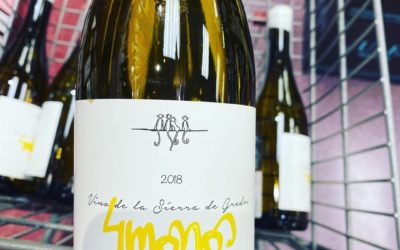 2018
Vino de la Sierra de Gredos
4monos